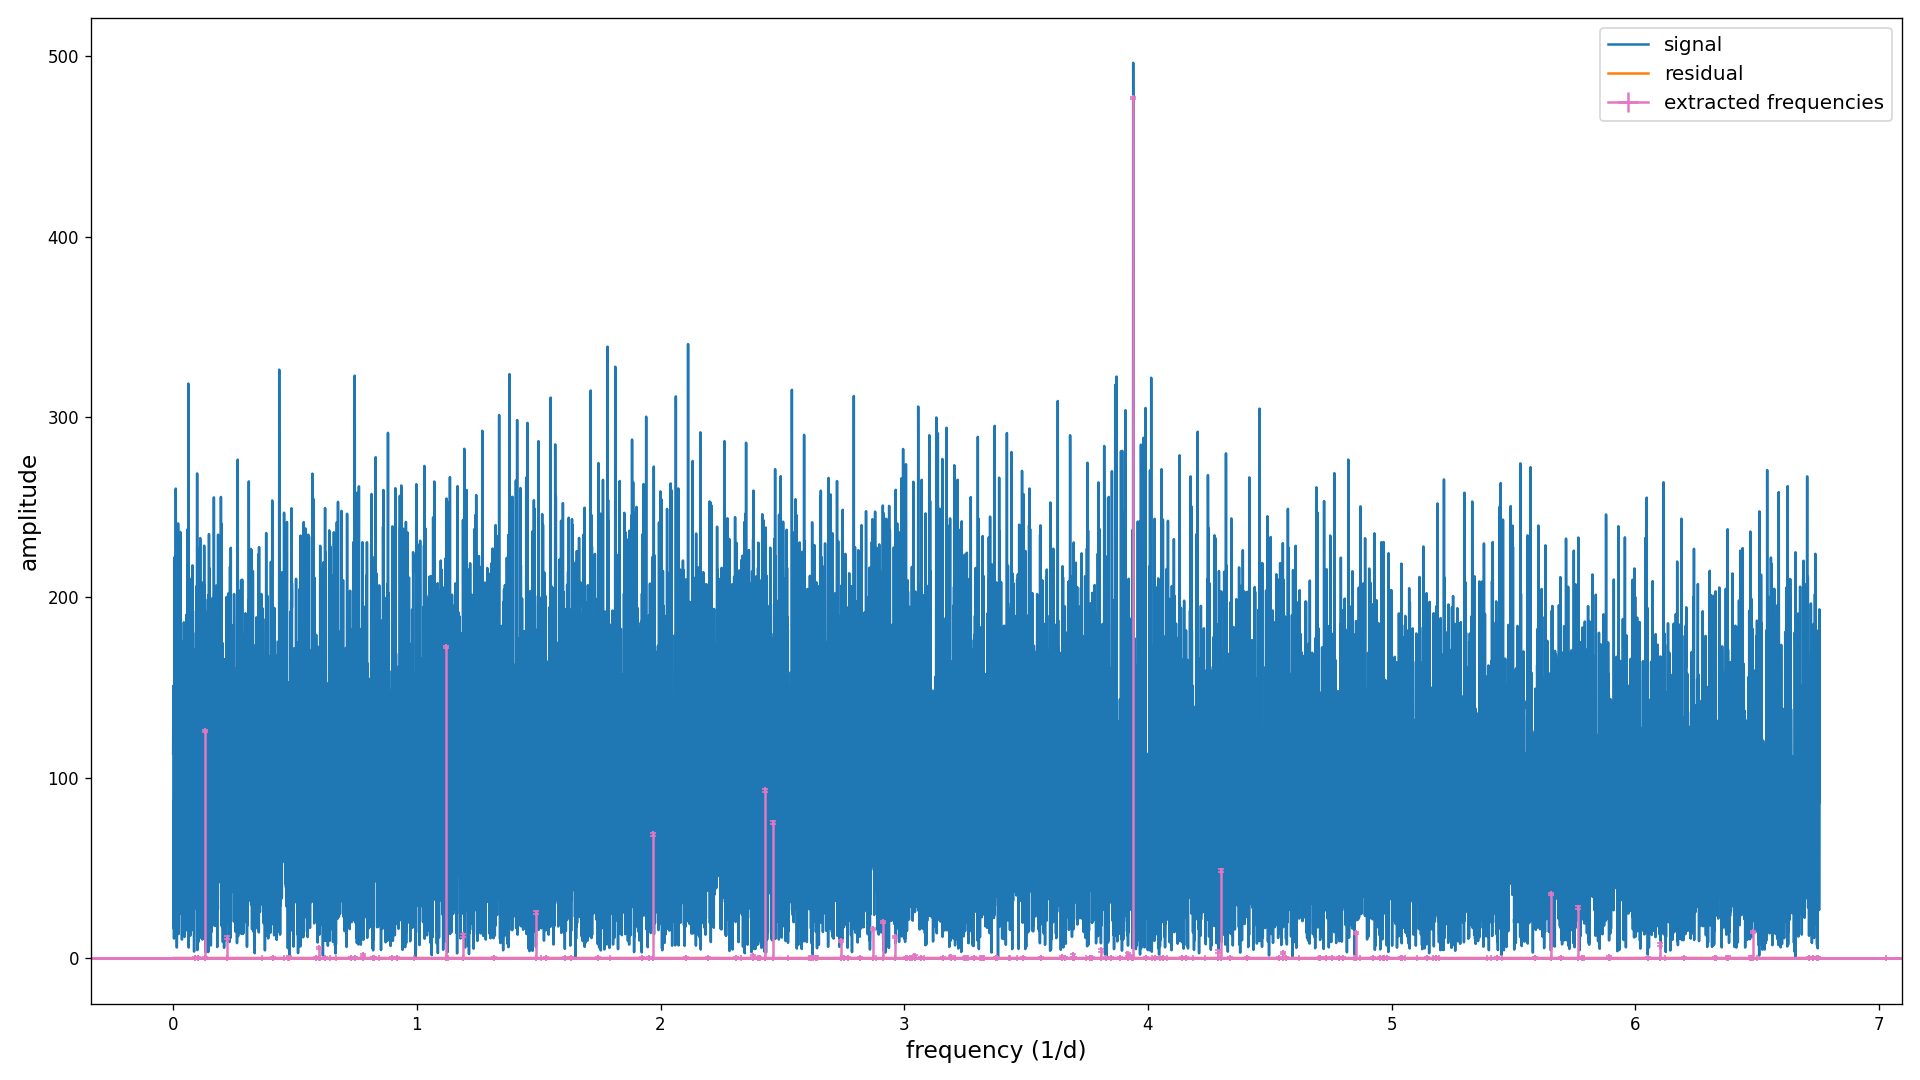 signal
residual
extracted frequencies
500
400
300
200
100
0
amplitude
0 1 2 3 4 5 6 7
frequency (1/d)